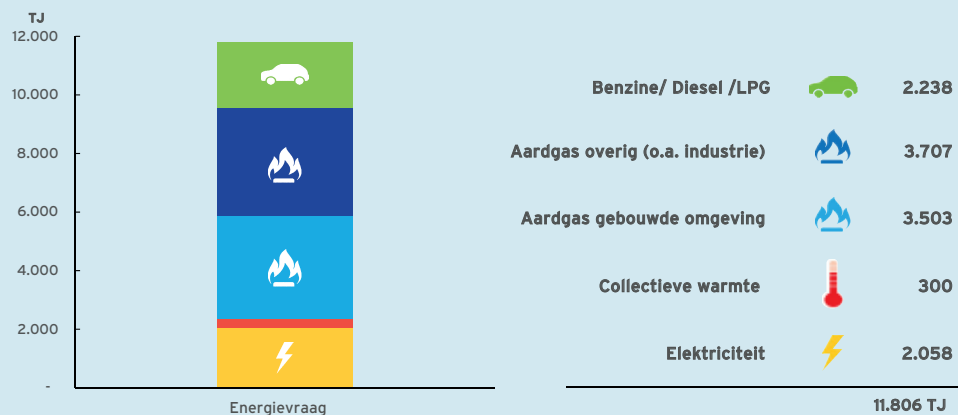 TJ
12.000
10.000
8.000
6.000
4.000
2.000
-
Energievraag
Benzine/ Diesel /LPG 2.238
Aardgas overig (o.a. industrie) 3.707
Aardgas gebouwde omgeving 3.503
Collectieve warmte 300
Elektriciteit 2.058
11.806 TJ